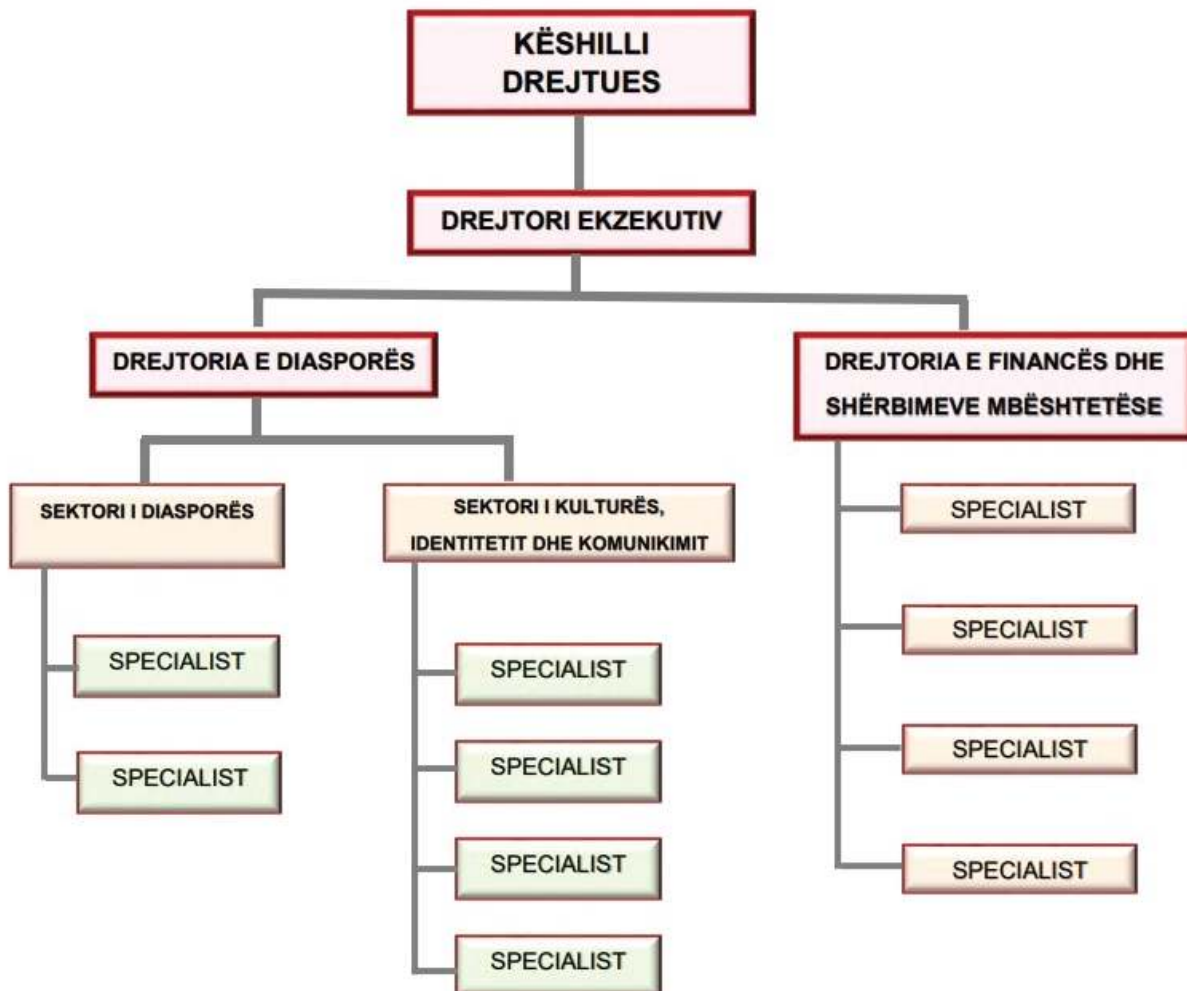 KËSHILLI
DREJTUES
DREJTORI EKZEKUTIV
DREJTORIA E DIASPORËS
DREJTORIA E FINANCËS DHE
SHËRBIMEVE MBËSHTETËSE
SEKTORI I DIASPORËS
SEKTORI I KULTURËS,
IDENTITETIT DHE KOMUNIKIMIT
SPECIALIST
SPECIALIST
SPECIALIST
SPECIALIST
SPECIALIST
SPECIALIST
SPECIALIST
SPECIALIST
SPECIALIST
SPECIALIST